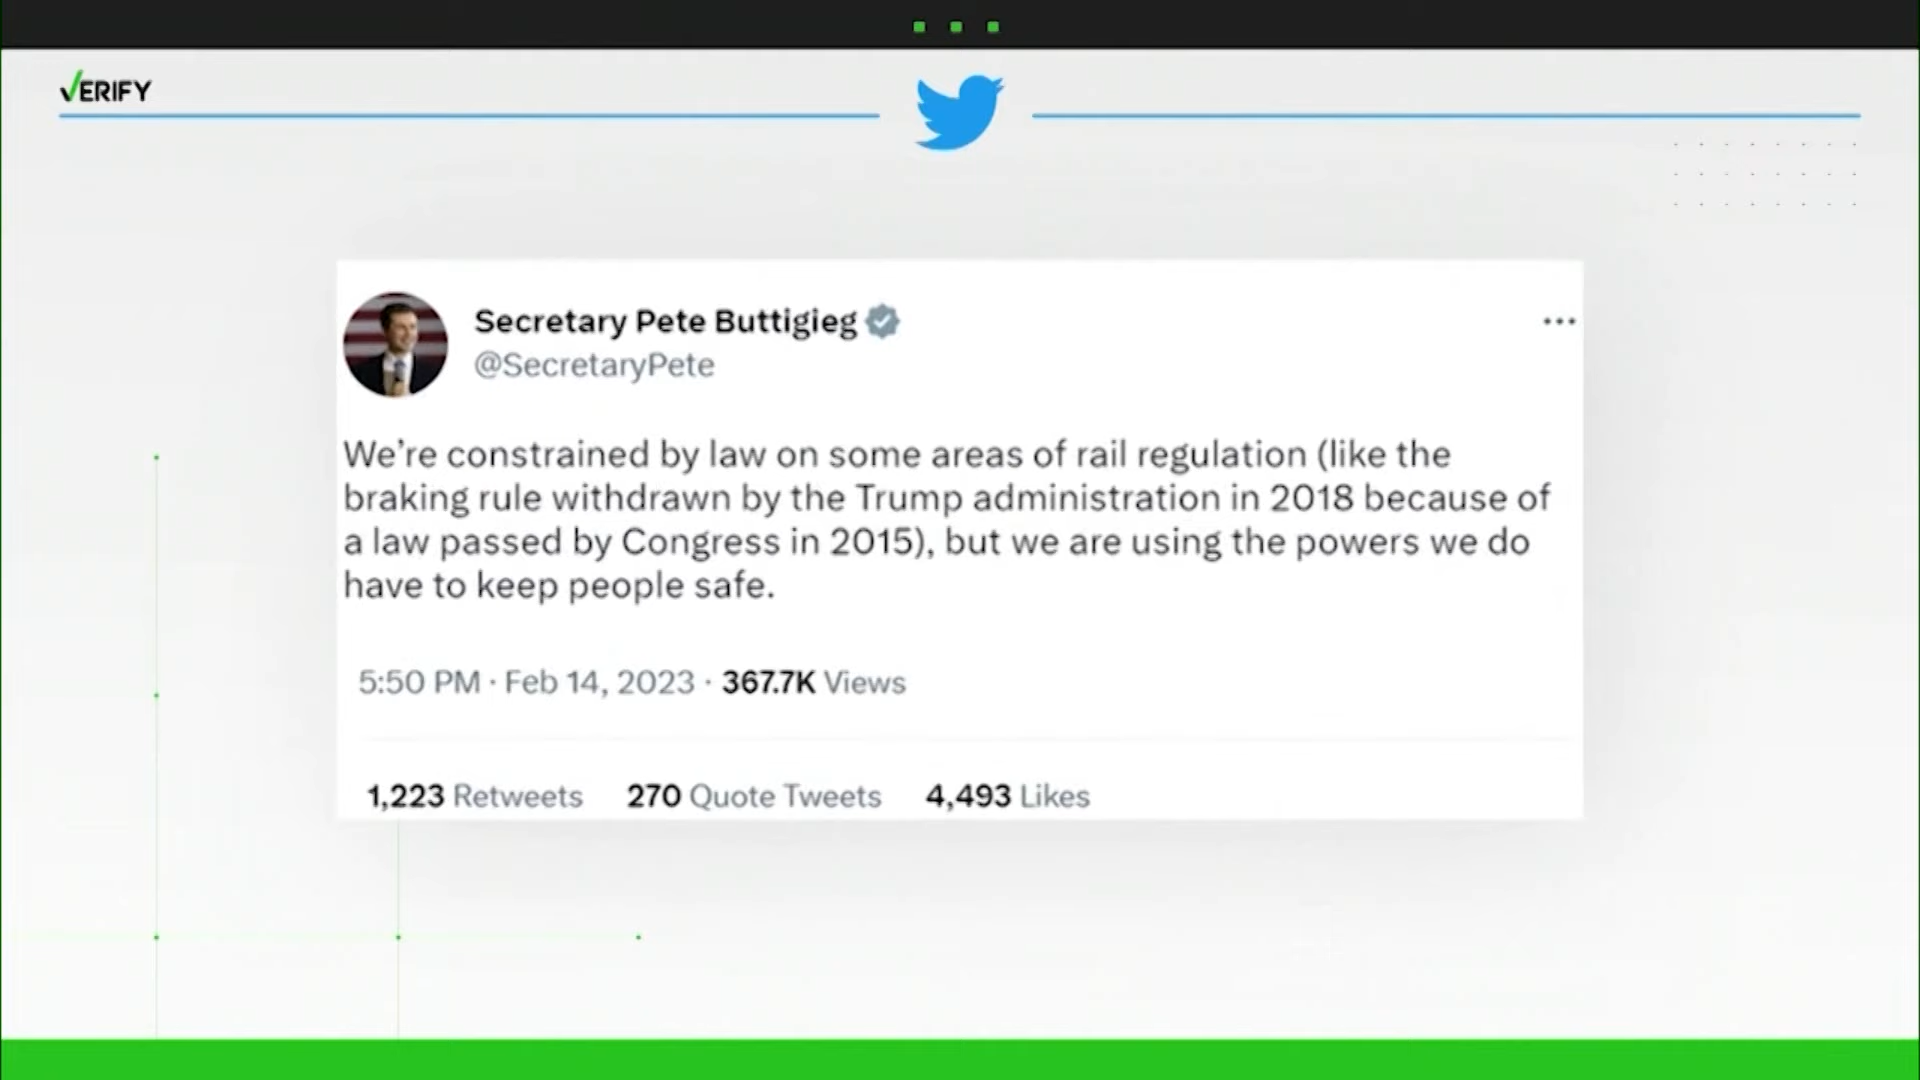 VERIFY
Secretary Pete Buttigieg
@SecretaryPete
We're constrained by law on some areas of rail regulation (like the
braking rule withdrawn by the Trump administration in 2018 because of
a law passed by Congress in 2015), but we are using the powers we do
have to keep people safe.
5:50 PM · Feb 14, 2023 · 367.7K Views
1,223 Retweets 270 Quote Tweets 4,493 Likes